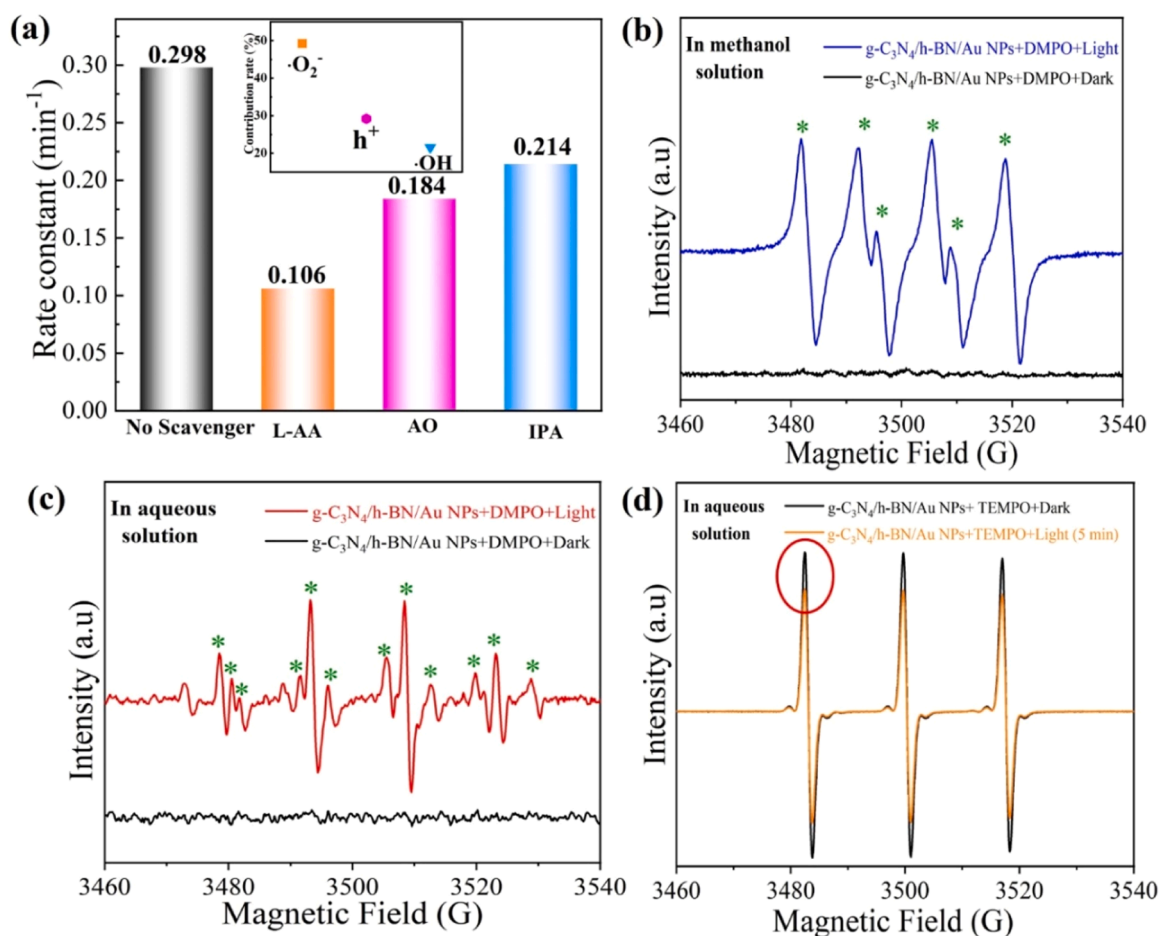 (a)
0.298
0.106
0.184
0.214
0.30
0.25
0.20
0.15
0.10
0.05
0.00
Rate constant (min⁻¹)
No Scavenger
L-AA
AO
IPA
Contribution rate (%)
50
40
30
20
·O₂⁻
h⁺
·OH
(b)
In methanol
solution
g-C₃N₄/h-BN/Au NPs+DMPO+Light
g-C₃N₄/h-BN/Au NPs+DMPO+Dark
* * * *
* *
Intensity (a.u)
3460 3480 3500 3520 3540
Magnetic Field (G)
(c)
In aqueous
solution
g-C₃N₄/h-BN/Au NPs+DMPO+Light
g-C₃N₄/h-BN/Au NPs+DMPO+Dark
* * * * * * * * * * * *
Intensity (a.u)
3460 3480 3500 3520 3540
Magnetic Field (G)
(d)
In aqueous
solution
g-C₃N₄/h-BN/Au NPs+ TEMPO+Dark
g-C₃N₄/h-BN/Au NPs+TEMPO+Light (5 min)
Intensity (a.u)
3460 3480 3500 3520 3540
Magnetic Field (G)